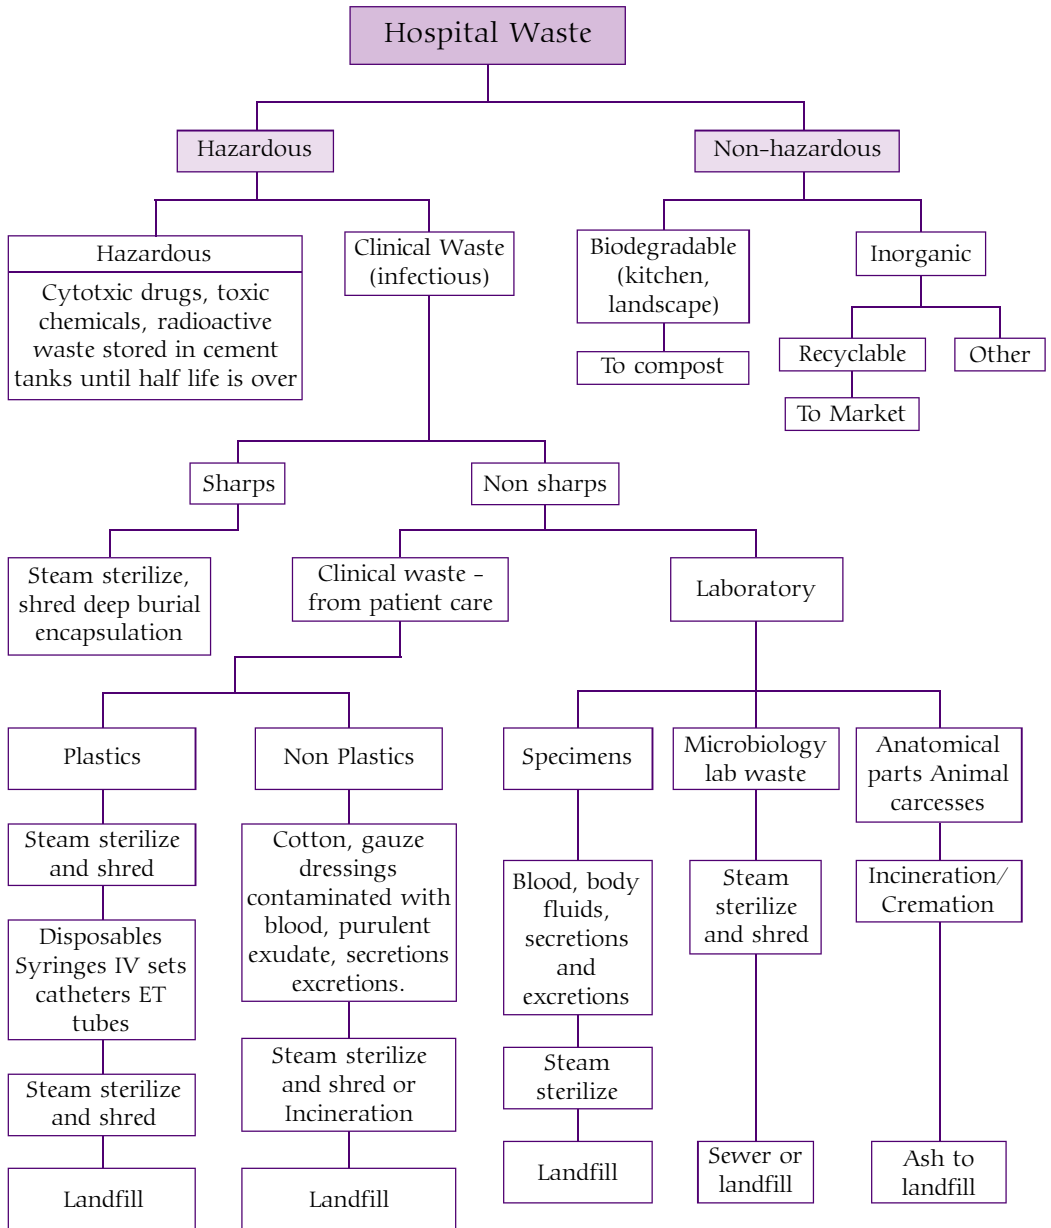 Hospital Waste
Hazardous
Non-hazardous
Hazardous
Cytotxic drugs, toxic
chemicals, radioactive
waste stored in cement
tanks until half life is over
Clinical Waste
(infectious)
Biodegradable
(kitchen,
landscape)
To compost
Inorganic
Recyclable
Other
To Market
Sharps
Non sharps
Steam sterilize,
shred deep burial
encapsulation
Clinical waste -
from patient care
Laboratory
Plastics
Steam sterilize
and shred
Disposables
Syringes IV sets
catheters ET
tubes
Steam sterilize
and shred
Landfill
Non Plastics
Cotton, gauze
dressings
contaminated with
blood, purulent
exudate, secretions
excretions.
Steam sterilize
and shred or
Incineration
Landfill
Specimens
Blood, body
fluids,
secretions
and
excretions
Steam
sterilize
Landfill
Microbiology
lab waste
Steam
sterilize
and shred
Sewer or
landfill
Anatomical
parts Animal
carcesses
Incineration/
Cremation
Ash to
landfill